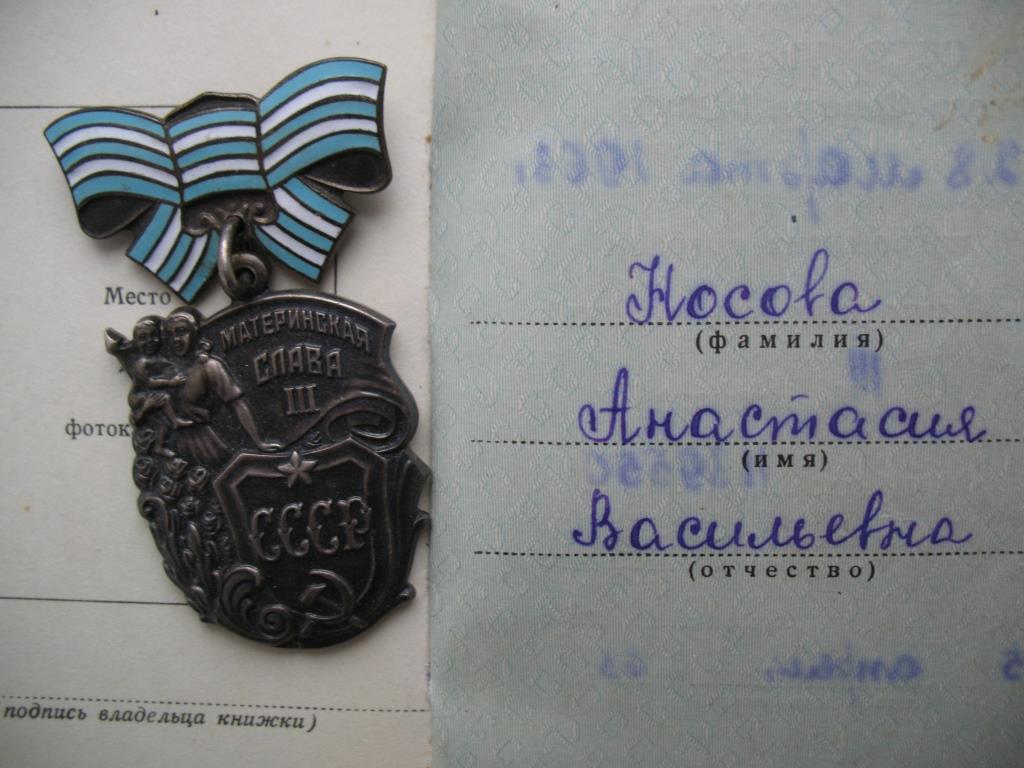 Место
фоток
подпись владельца книжки)
МАТЕРИНСКАЯ
СЛАВА
III
СССР
Носова
(фамилия)
Анастасия
(имя)
Васильевна
(отчество)